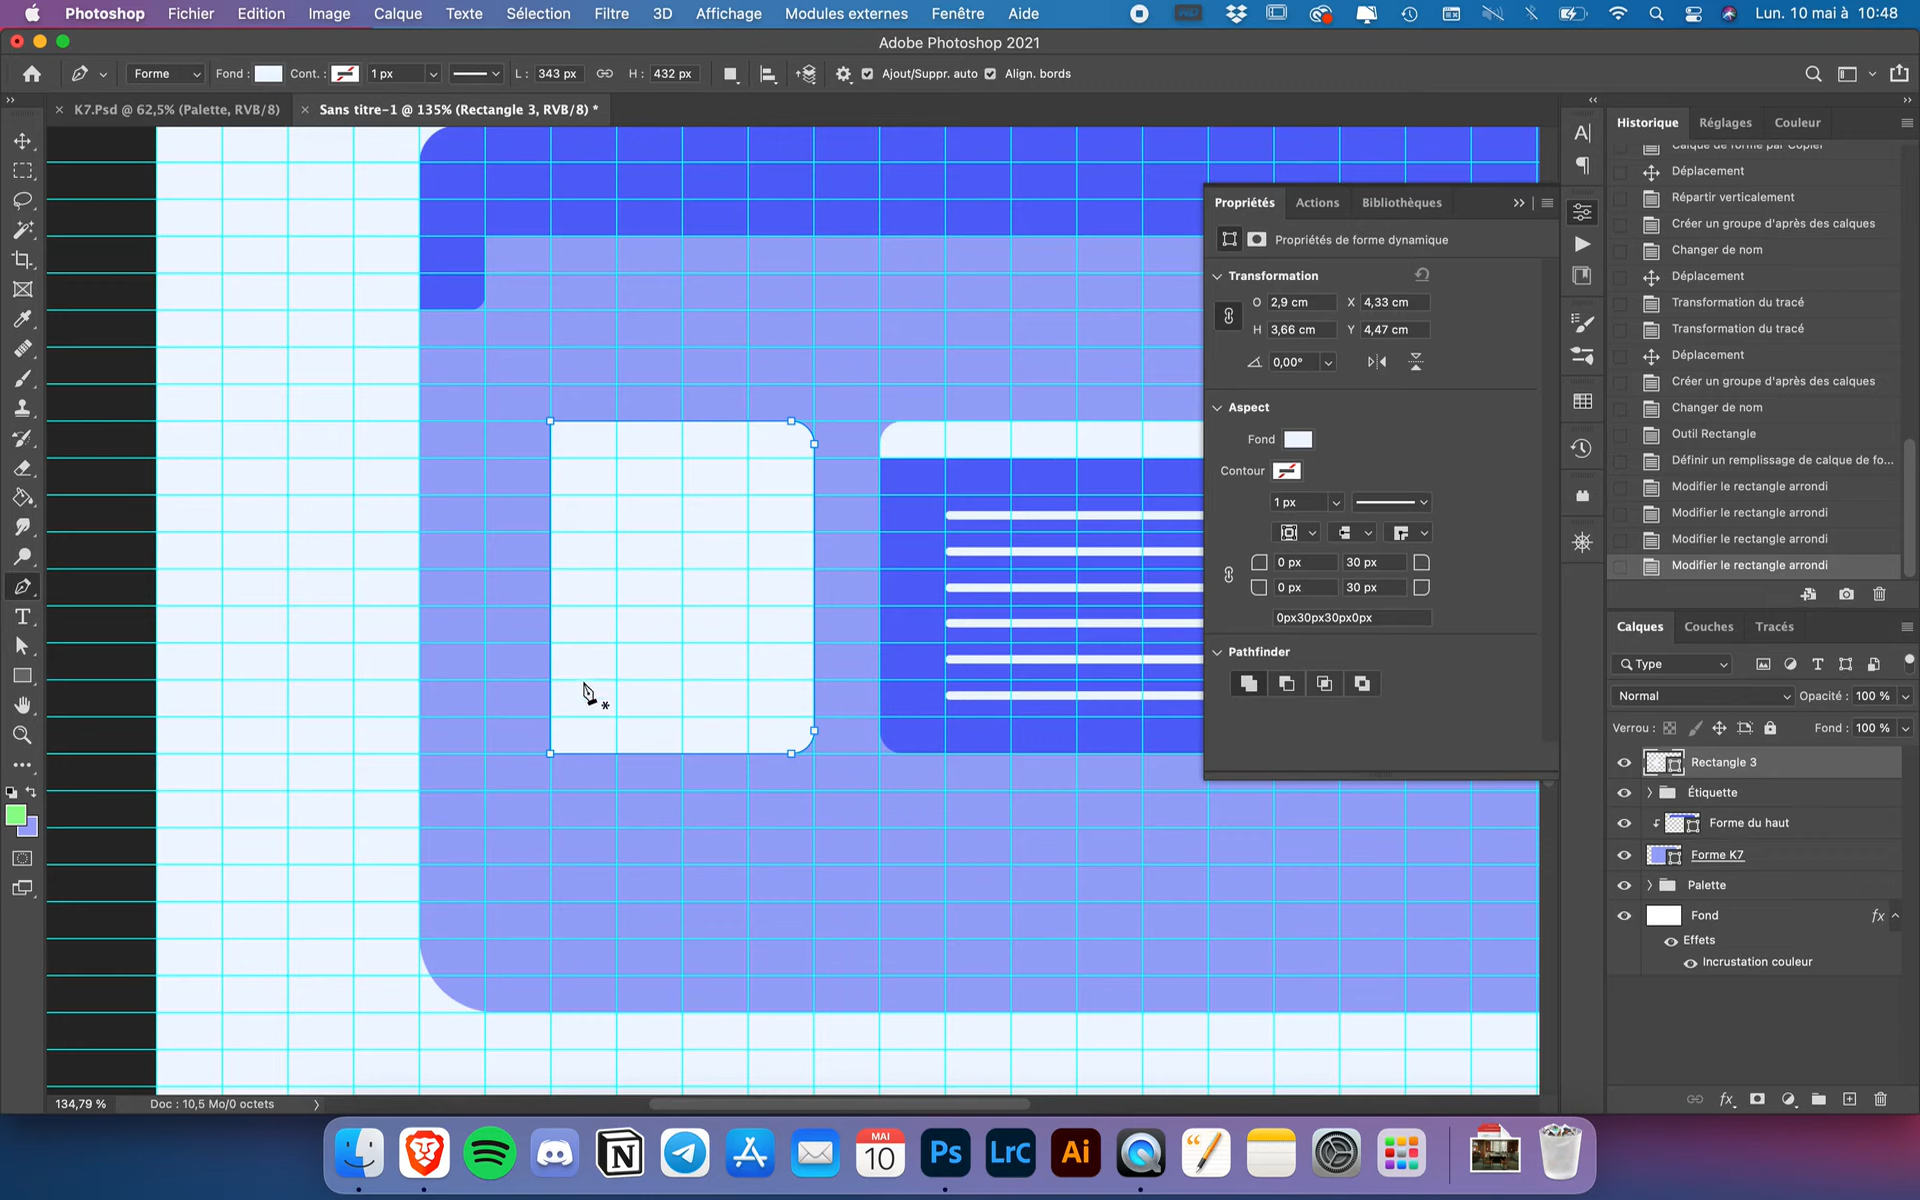 Photoshop Fichier Edition Image Calque Texte Sélection Filtre 3D Affichage Modules externes Fenêtre Aide Lun. 10 mai à 10:48
Adobe Photoshop 2021
Forme Fond : Cont. : 1 px L : 343 px H : 432 px Ajout/Suppr. auto Align. bords
K7.Psd @ 62,5% (Palette, RVB/8) Sans titre-1 @ 135% (Rectangle 3, RVB/8) *
Historique Réglages Couleur
Calque de forme par Copier
Déplacement
Répartir verticalement
Créer un groupe d'après des calques
Changer de nom
Déplacement
Transformation du tracé
Transformation du tracé
Déplacement
Créer un groupe d'après des calques
Changer de nom
Outil Rectangle
Définir un remplissage de calque de fo...
Modifier le rectangle arrondi
Modifier le rectangle arrondi
Modifier le rectangle arrondi
Modifier le rectangle arrondi
Propriétés Actions Bibliothèques
Propriétés de forme dynamique
Transformation
O 2,9 cm X 4,33 cm
H 3,66 cm Y 4,47 cm
0,00°
Aspect
Fond
Contour
1 px
0 px 30 px
0 px 30 px
0px30px30px0px
Pathfinder
Calques Couches Tracés
Type
Normal Opacité : 100 %
Verrou : Fond : 100 %
Rectangle 3
Étiquette
Forme du haut
Forme K7
Palette
Fond fx
Effets
Incrustation couleur
fx
134,79 % Doc : 10,5 Mo/0 octets
MAI
10
Ps LrC Ai